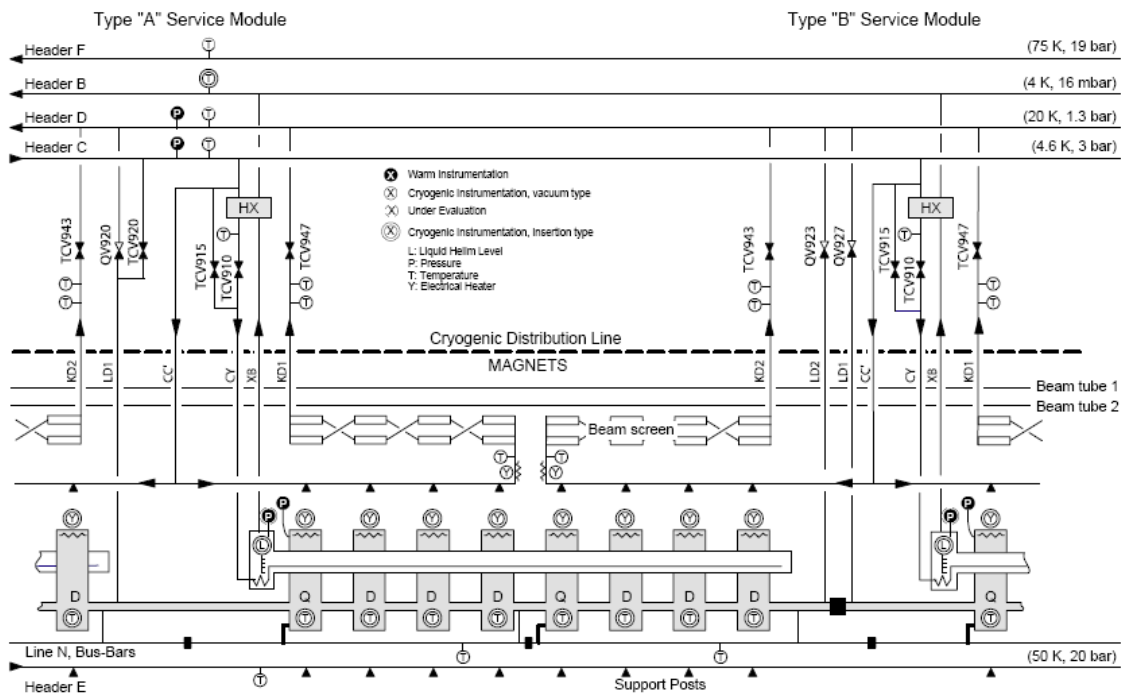 Type "A" Service Module
Type "B" Service Module
Header F
T
(75 K, 19 bar)
Header B
T
(4 K, 16 mbar)
Header D
P
T
(20 K, 1.3 bar)
Header C
P
T
(4.6 K, 3 bar)
X Warm Instrumentation
X Cryogenic Instrumentation, vacuum type
X Under Evaluation
X Cryogenic Instrumentation, Insertion type
L: Liquid Helim Level
P: Pressure
T: Temperature
Y: Electrical Heater
HX
HX
TCV943
QV920
TCV920
TCV915
TCV910
TCV947
TCV943
QV923
QV927
TCV915
TCV910
TCV947
T
T
T
T
T
T
T
T
T
T
Cryogenic Distribution Line
MAGNETS
KD2
LD1
CC'
CY
XB
KD1
KD2
LD2
LD1
CC'
CY
XB
KD1
Beam tube 1
Beam tube 2
Beam screen
T
T
Y
Y
Y
P
P
Y
Y
Y
Y
Y
Y
Y
Y
P
P
Y
L
L
D
Q
D
D
D
Q
D
D
D
Q
T
T
T
T
T
T
T
T
T
T
Line N, Bus-Bars
T
T
(50 K, 20 bar)
Header E
T
Support Posts